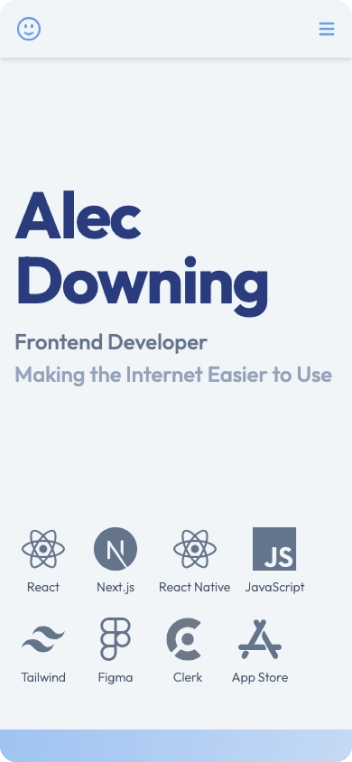 Alec
Downing
Frontend Developer
Making the Internet Easier to Use
N
JS
React Next.js React Native JavaScript
Tailwind Figma Clerk App Store